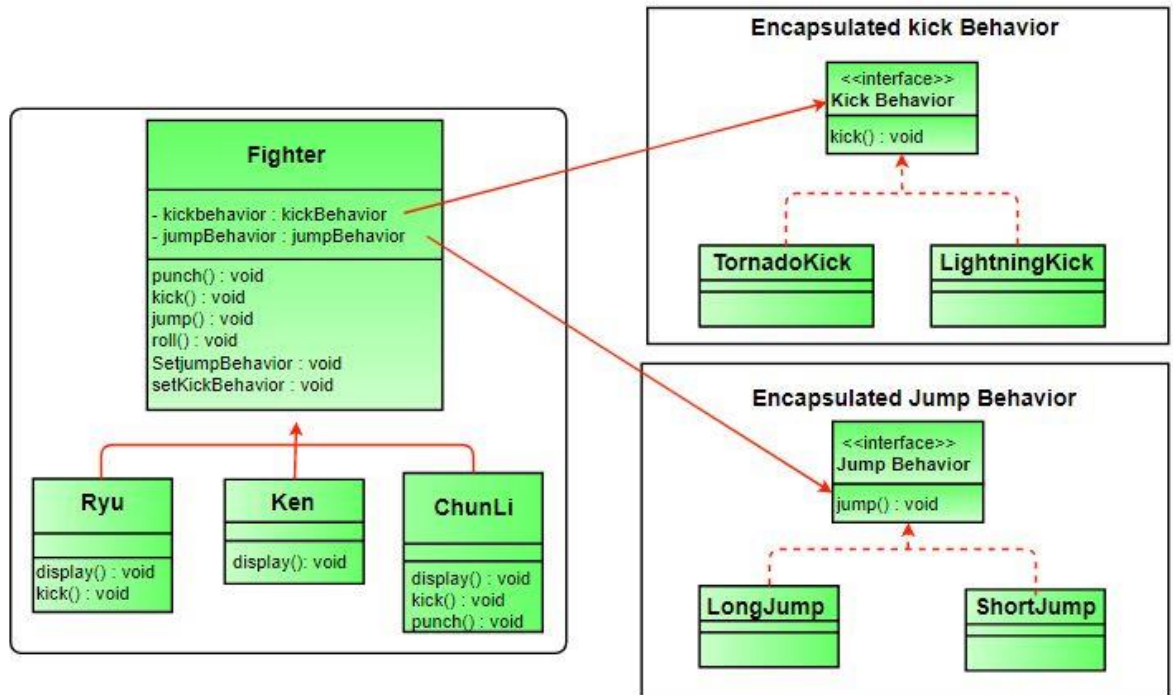 Fighter
- kickbehavior : kickBehavior
- jumpBehavior : jumpBehavior
punch() : void
kick() : void
jump() : void
roll() : void
SetjumpBehavior : void
setKickBehavior : void
Ryu
display() : void
kick() : void
Ken
display(): void
ChunLi
display() : void
kick() : void
punch() : void
Encapsulated kick Behavior
<<interface>>
Kick Behavior
kick() : void
TornadoKick
LightningKick
Encapsulated Jump Behavior
<<interface>>
Jump Behavior
jump() : void
LongJump
ShortJump